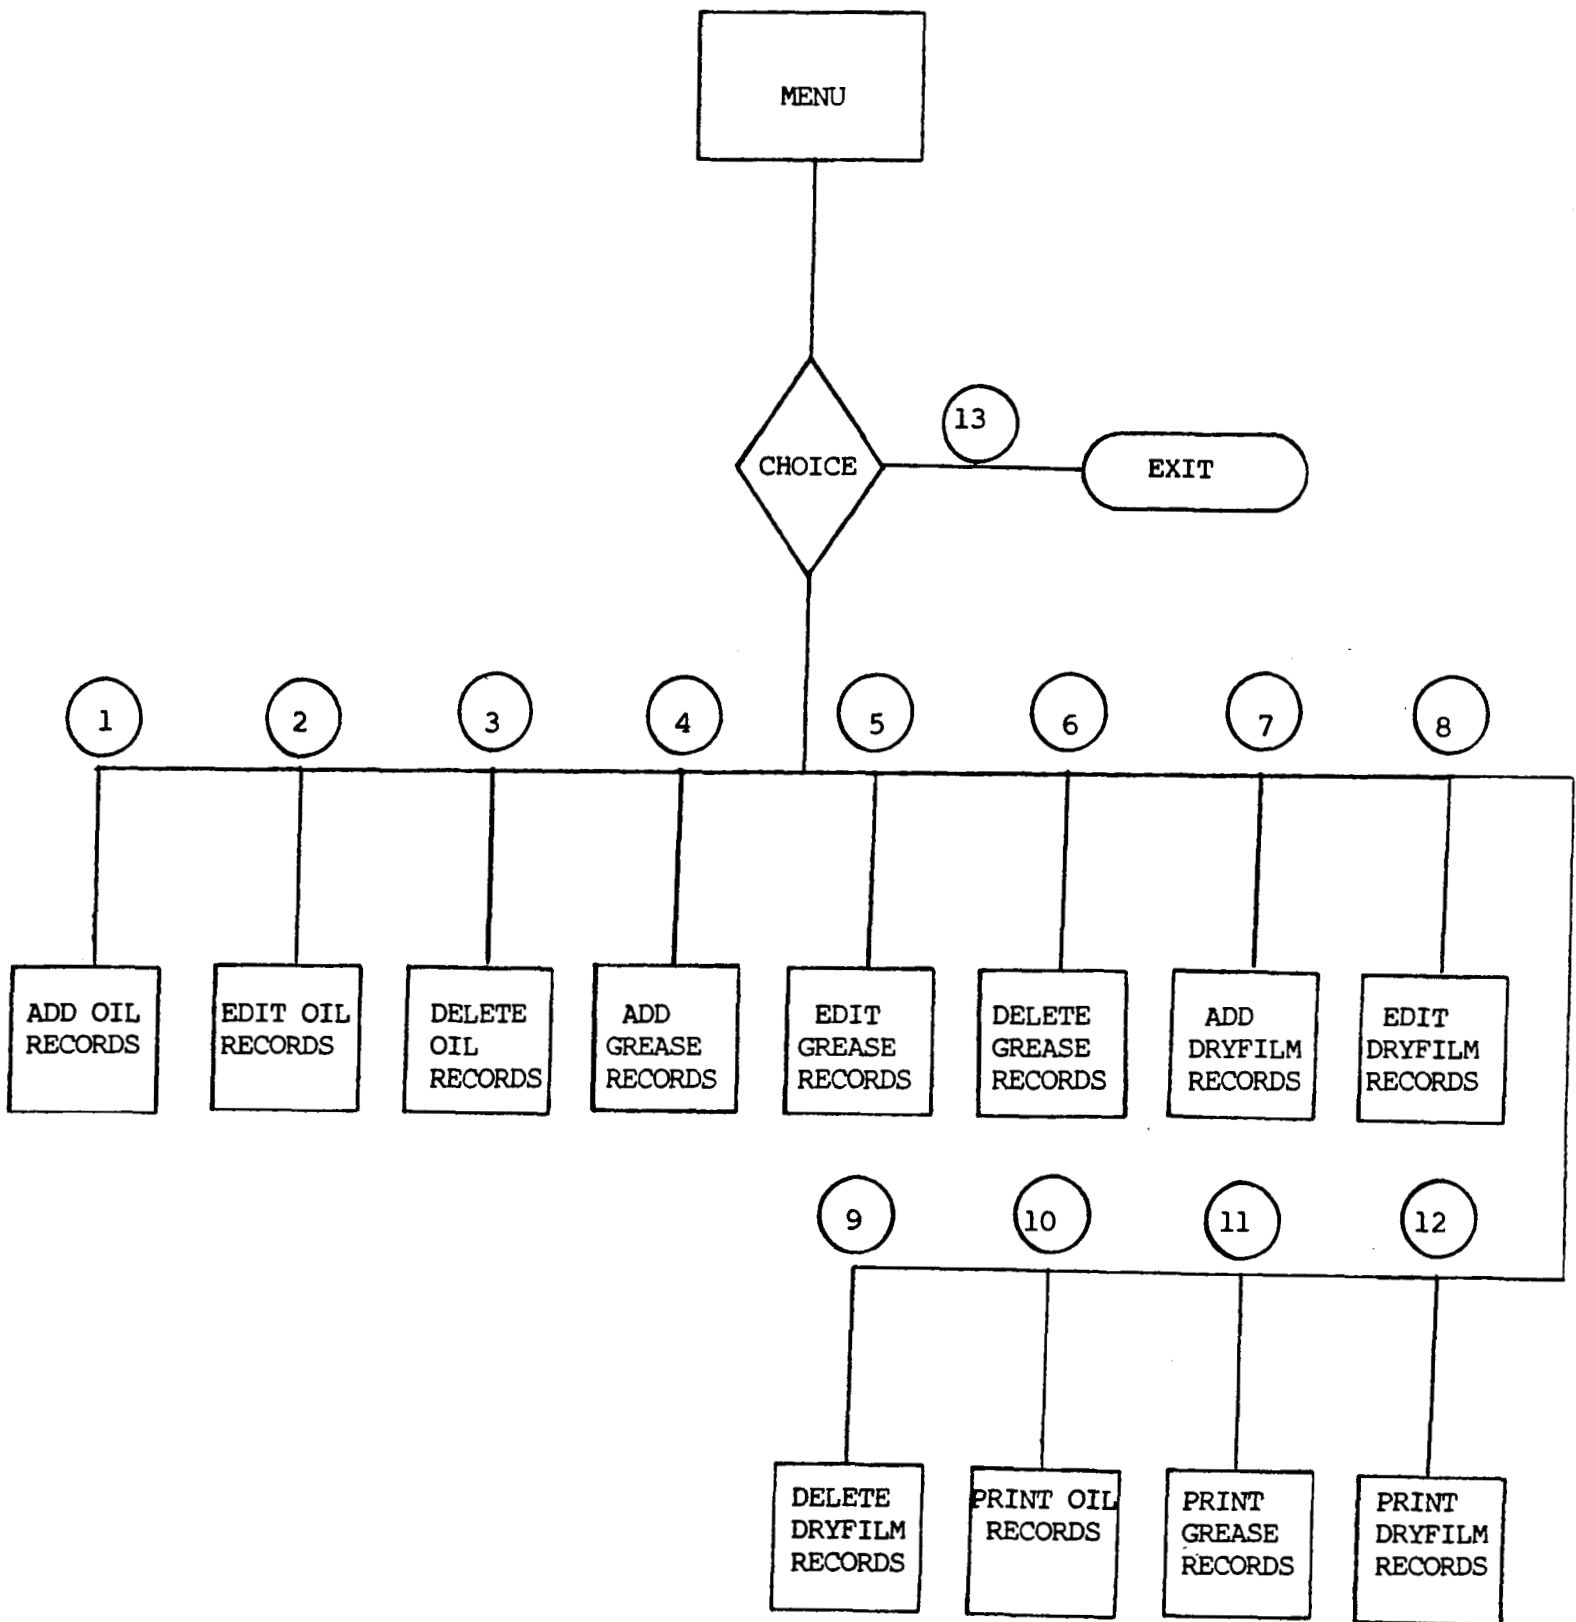 MENU
CHOICE
13
EXIT
1
2
3
4
5
6
7
8
ADD OIL
RECORDS
EDIT OIL
RECORDS
DELETE
OIL
RECORDS
ADD
GREASE
RECORDS
EDIT
GREASE
RECORDS
DELETE
GREASE
RECORDS
ADD
DRYFILM
RECORDS
EDIT
DRYFILM
RECORDS
9
10
11
12
DELETE
DRYFILM
RECORDS
PRINT OIL
RECORDS
PRINT
GREASE
RECORDS
PRINT
DRYFILM
RECORDS